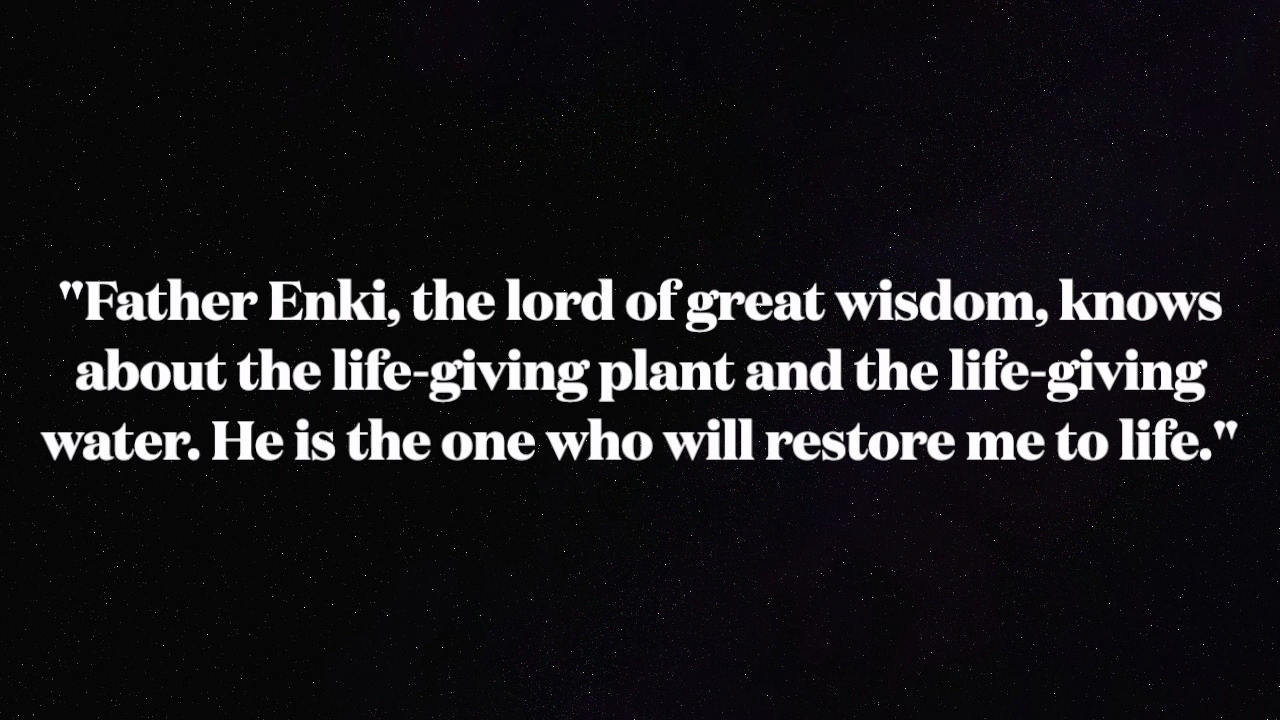 "Father Enki, the lord of great wisdom, knows
about the life-giving plant and the life-giving
water. He is the one who will restore me to life."